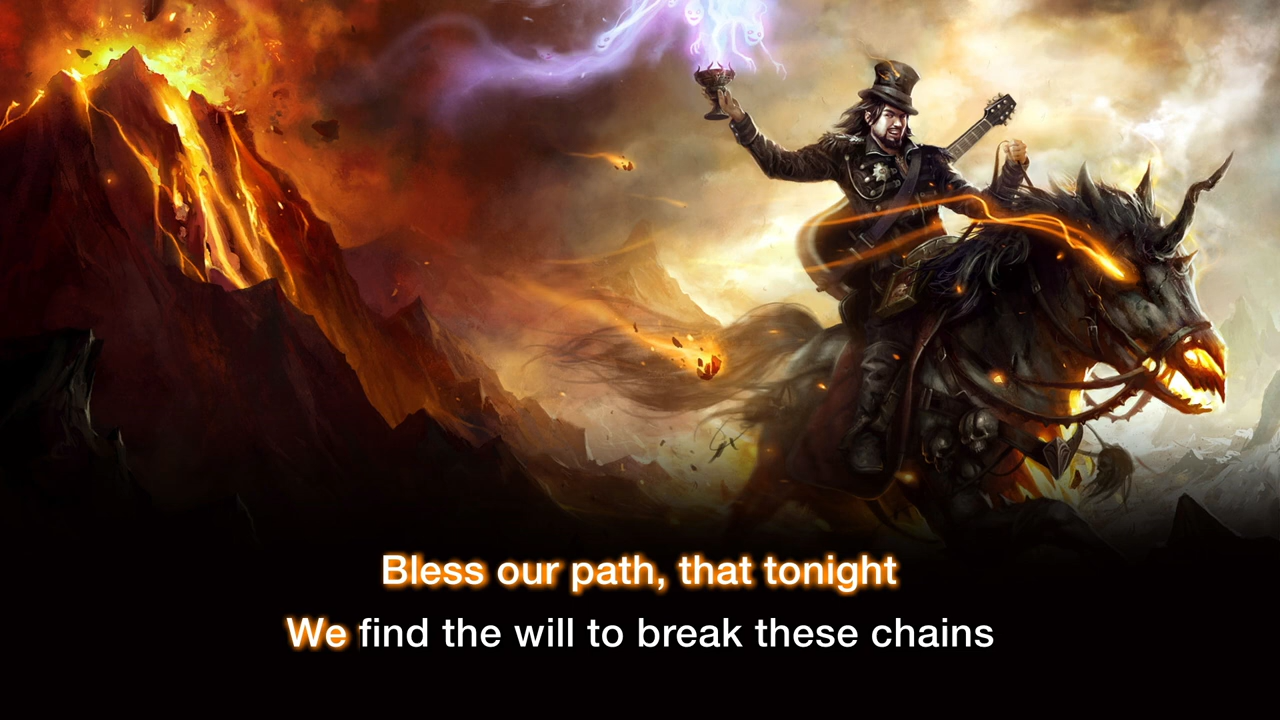 Bless our path, that tonight
We find the will to break these chains